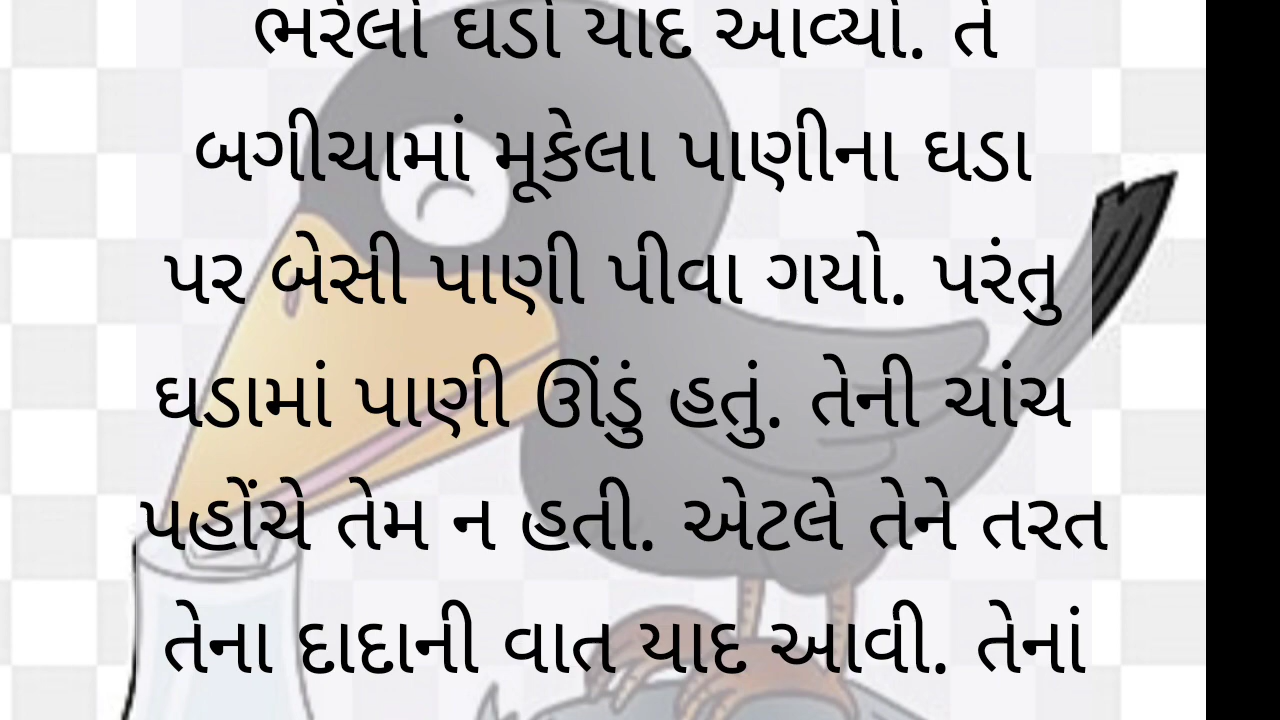 ભરેલો ઘડો યાદ આવ્યો. તે
બગીચામાં મૂકેલા પાણીના ઘડા
પર બેસી પાણી પીવા ગયો. પરંતુ
ઘડામાં પાણી ઊંડું હતું. તેની ચાંચ
પહોંચે તેમ ન હતી. એટલે તેને તરત
તેના દાદાની વાત યાદ આવી. તેનાં